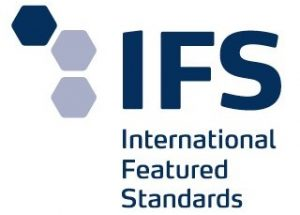 IFS
International
Featured
Standards